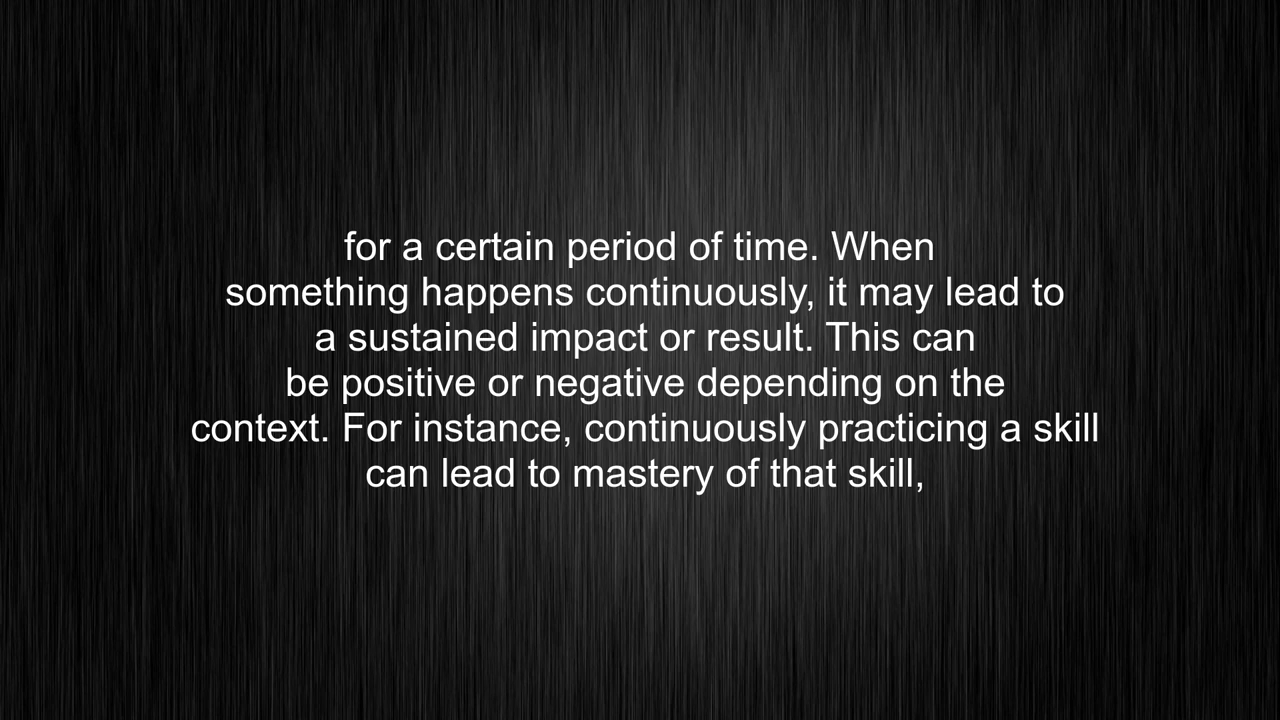 for a certain period of time. When
something happens continuously, it may lead to
a sustained impact or result. This can
be positive or negative depending on the
context. For instance, continuously practicing a skill
can lead to mastery of that skill,